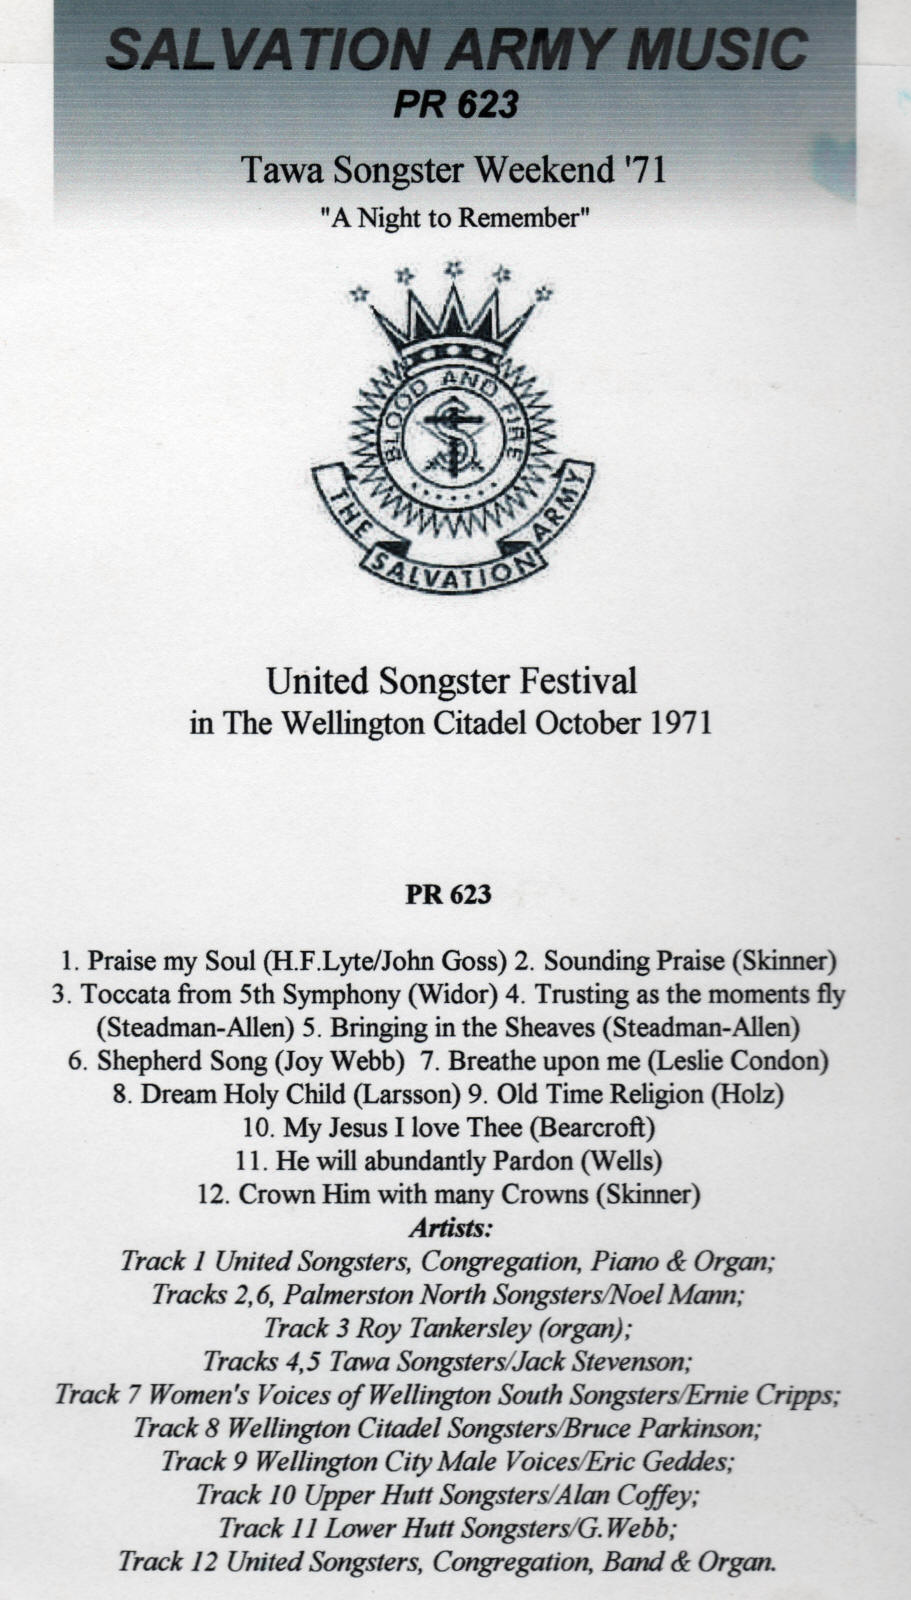 SALVATION ARMY MUSIC
PR 623
Tawa Songster Weekend '71
"A Night to Remember"
BLOOD AND FIRE
S
THE SALVATION ARMY
United Songster Festival
in The Wellington Citadel October 1971
PR 623
1. Praise my Soul (H.F.Lyte/John Goss) 2. Sounding Praise (Skinner)
3. Toccata from 5th Symphony (Widor) 4. Trusting as the moments fly
(Steadman-Allen) 5. Bringing in the Sheaves (Steadman-Allen)
6. Shepherd Song (Joy Webb) 7. Breathe upon me (Leslie Condon)
8. Dream Holy Child (Larsson) 9. Old Time Religion (Holz)
10. My Jesus I love Thee (Bearcroft)
11. He will abundantly Pardon (Wells)
12. Crown Him with many Crowns (Skinner)
Artists:
Track 1 United Songsters, Congregation, Piano & Organ;
Tracks 2,6, Palmerston North Songsters/Noel Mann;
Track 3 Roy Tankersley (organ);
Tracks 4,5 Tawa Songsters/Jack Stevenson;
Track 7 Women's Voices of Wellington South Songsters/Ernie Cripps;
Track 8 Wellington Citadel Songsters/Bruce Parkinson;
Track 9 Wellington City Male Voices/Eric Geddes;
Track 10 Upper Hutt Songsters/Alan Coffey;
Track 11 Lower Hutt Songsters/G.Webb;
Track 12 United Songsters, Congregation, Band & Organ.